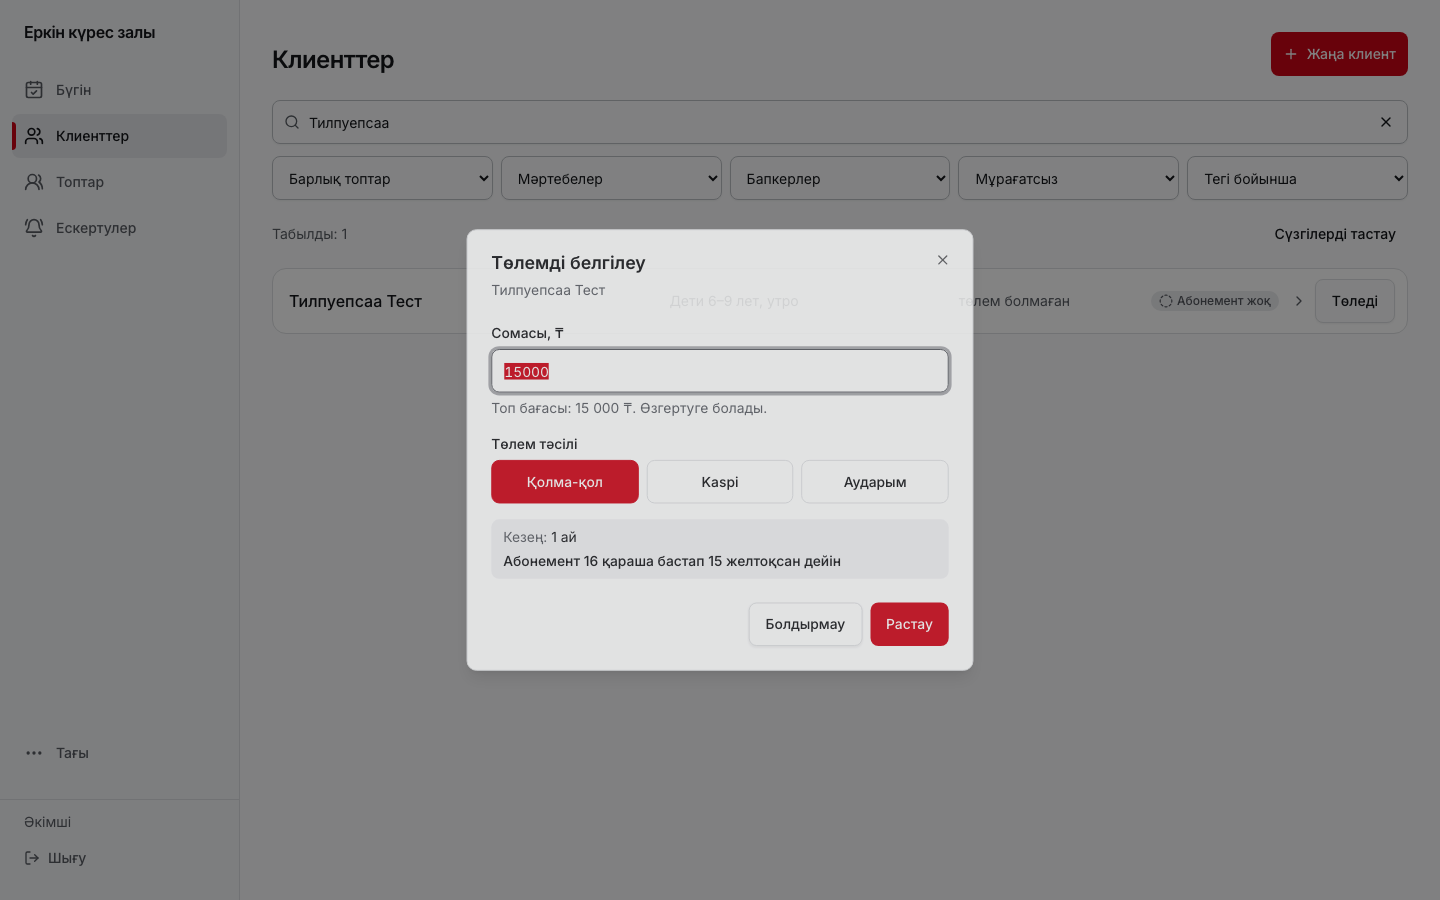 Еркін күрес залы
Бүгін
Клиенттер
Топтар
Ескертулер
Тағы
Әкімші
Шығу
Клиенттер
Жаңа клиент
Тилпуепсаа
Барлық топтар
Мәртебелер
Бапкерлер
Мұрағатсыз
Тегі бойынша
Табылды: 1
Сүзгілерді тастау
Тилпуепсаа Тест
Дети 6–9 лет, утро
төлем болмаған
Абонемент жоқ
Төледі
Төлемді белгілеу
Тилпуепсаа Тест
Сомасы, ₸
15000
Топ бағасы: 15 000 ₸. Өзгертуге болады.
Төлем тәсілі
Қолма-қол
Kaspi
Аударым
Кезең: 1 ай
Абонемент 16 қараша бастап 15 желтоқсан дейін
Болдырмау
Растау